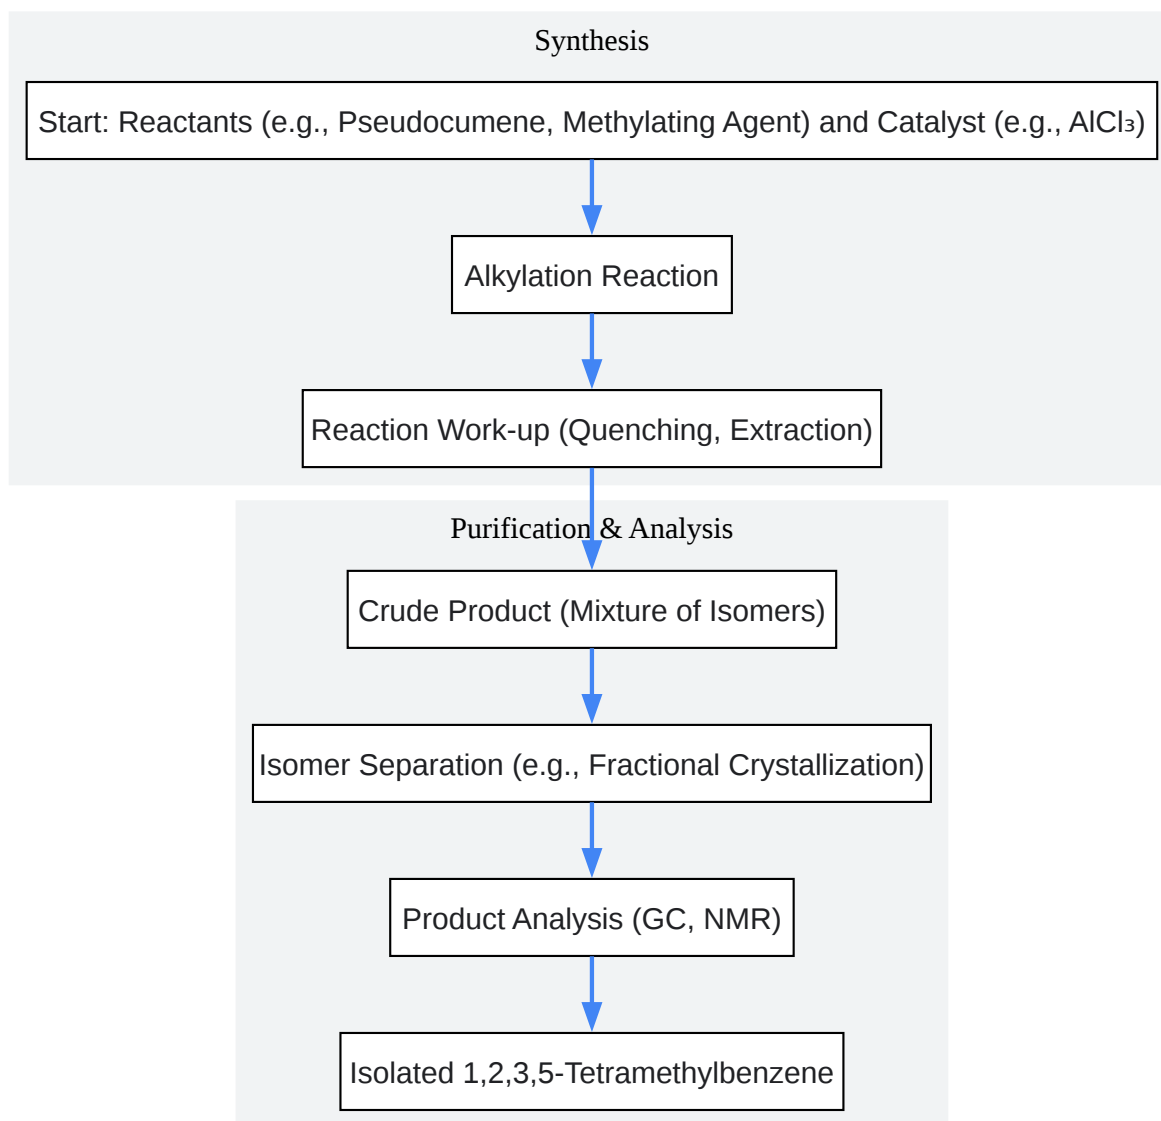 Synthesis
Start: Reactants (e.g., Pseudocumene, Methylating Agent) and Catalyst (e.g., AlCl₃)
Alkylation Reaction
Reaction Work-up (Quenching, Extraction)
Purification & Analysis
Crude Product (Mixture of Isomers)
Isomer Separation (e.g., Fractional Crystallization)
Product Analysis (GC, NMR)
Isolated 1,2,3,5-Tetramethylbenzene